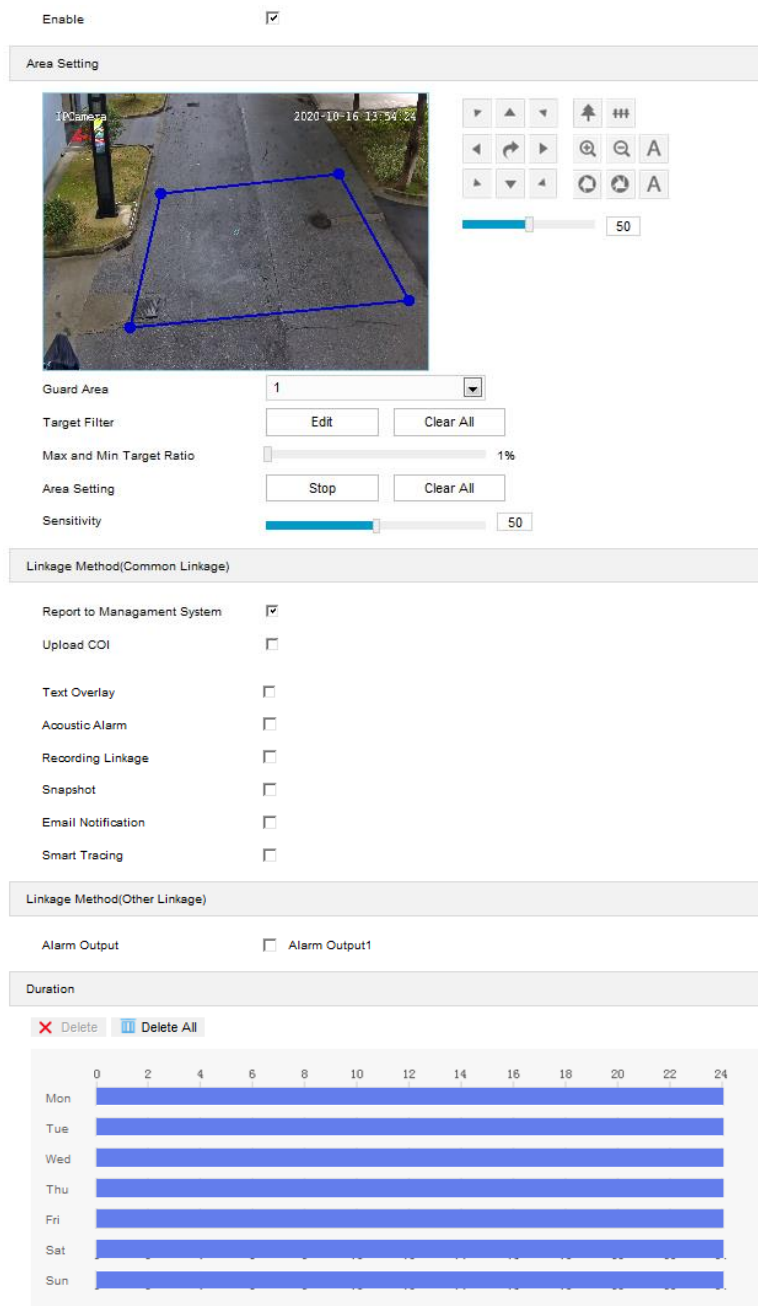 Enable
Area Setting
IPCamera 2020-10-16 13:54:24
A
A
50
Guard Area 1
Target Filter Edit Clear All
Max and Min Target Ratio 1%
Area Setting Stop Clear All
Sensitivity 50
Linkage Method(Common Linkage)
Report to Managament System
Upload COI
Text Overlay
Acoustic Alarm
Recording Linkage
Snapshot
Email Notification
Smart Tracing
Linkage Method(Other Linkage)
Alarm Output Alarm Output1
Duration
Delete Delete All
0 2 4 6 8 10 12 14 16 18 20 22 24
Mon
Tue
Wed
Thu
Fri
Sat
Sun